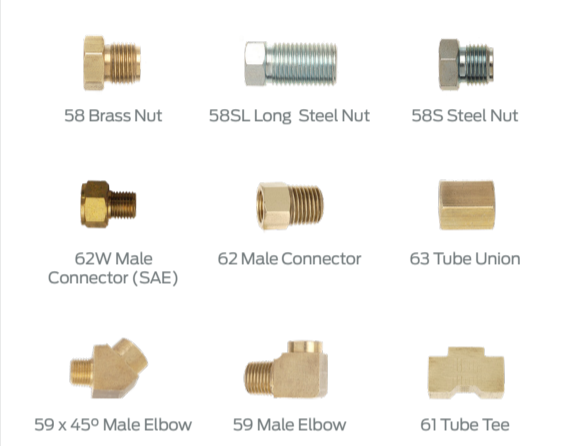 58 Brass Nut
58SL Long Steel Nut
58S Steel Nut
62W Male
Connector (SAE)
62 Male Connector
63 Tube Union
59 x 45º Male Elbow
59 Male Elbow
61 Tube Tee